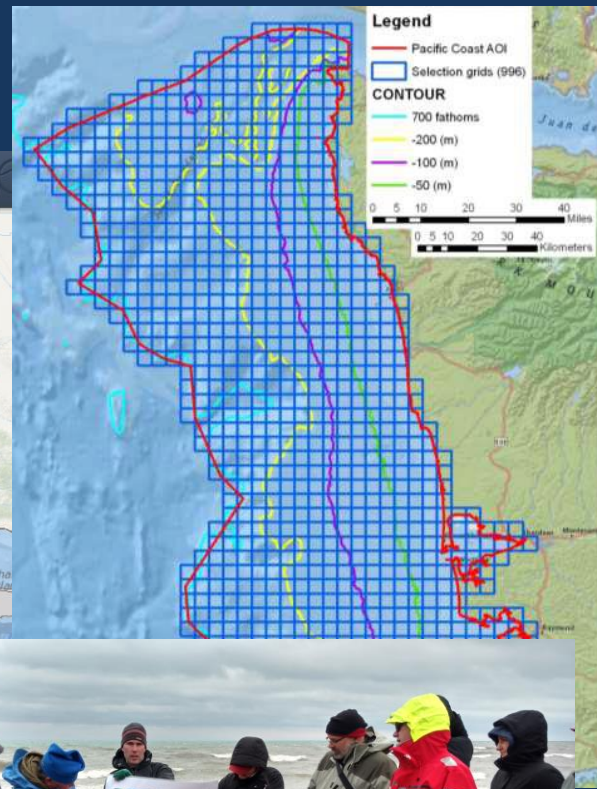 Legend
Pacific Coast AOI
Selection grids (996)
CONTOUR
700 fathoms
-200 (m)
-100 (m)
-50 (m)
0 5 10 20 30 40
Miles
0 5 10 20 30 40
Kilometers
Juan de
M O U
Raymond